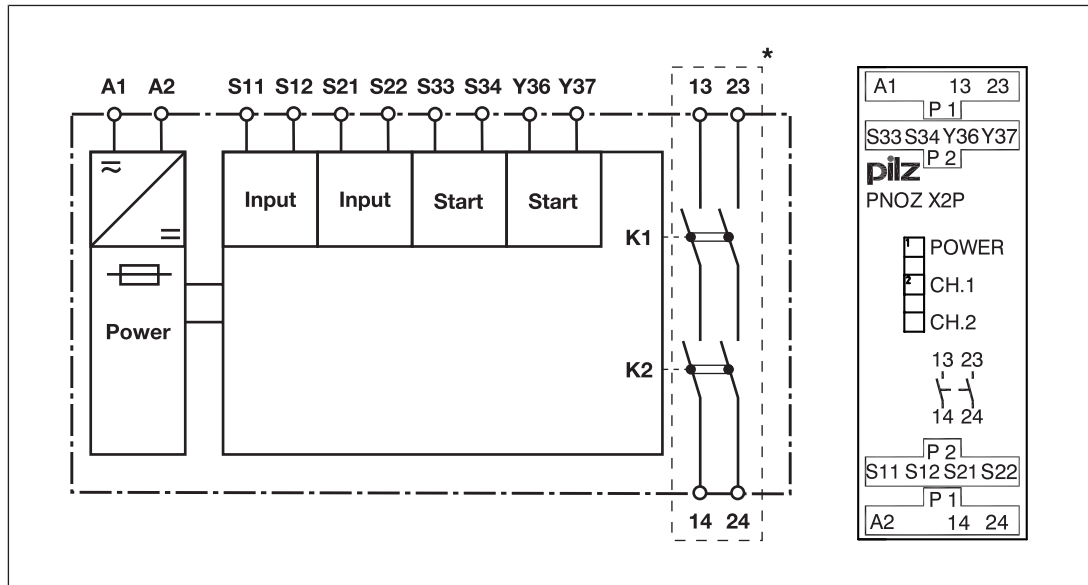 *
A1 A2 S11 S12 S21 S22 S33 S34 Y36 Y37 13 23
Input Input Start Start
K1
Power
K2
14 24
A1 13 23
P 1
S33 S34 Y36 Y37
P 2
pilz
PNOZ X2P
1 POWER
2 CH.1
CH.2
13 23
14 24
P 2
S11 S12 S21 S22
P 1
A2 14 24